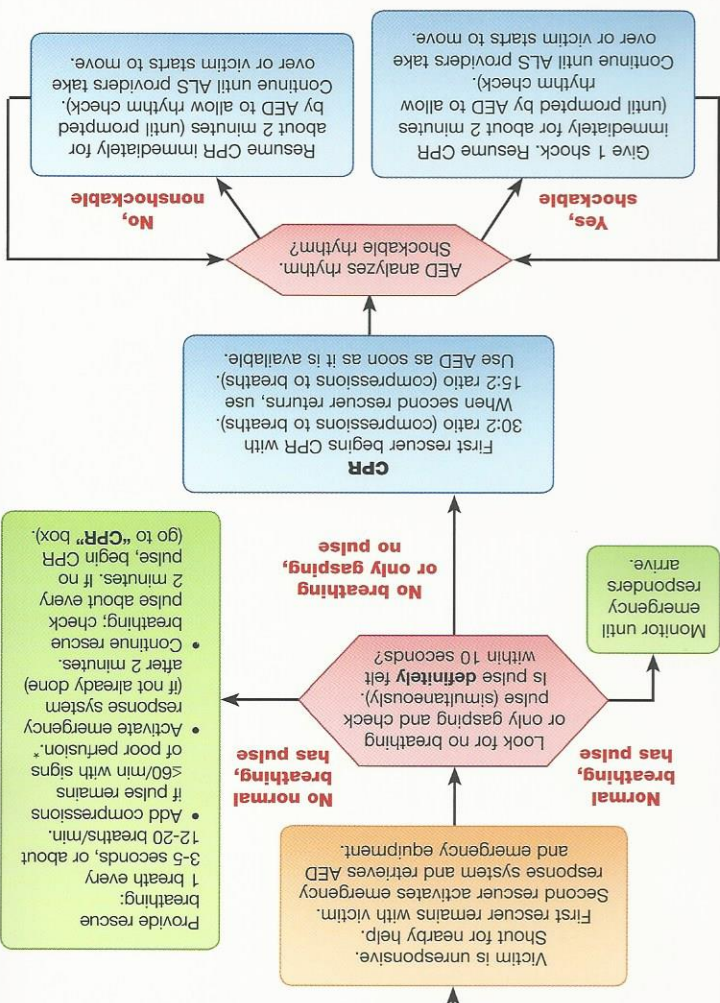 Victim is unresponsive.
Shout for nearby help.
First rescuer remains with victim.
Second rescuer activates emergency
response system and retrieves AED
and emergency equipment.
Normal
breathing,
has pulse
Monitor until
emergency
responders
arrive.
Look for no breathing
or only gasping and check
pulse (simultaneously).
Is pulse definitely felt
within 10 seconds?
No normal
breathing,
has pulse
Provide rescue
breathing:
1 breath every
3-5 seconds, or about
12-20 breaths/min.
• Add compressions
if pulse remains
≤60/min with signs
of poor perfusion.*
• Activate emergency
response system
(if not already done)
after 2 minutes.
• Continue rescue
breathing; check
pulse about every
2 minutes. If no
pulse, begin CPR
(go to "CPR" box).
No breathing
or only gasping,
no pulse
CPR
First rescuer begins CPR with
30:2 ratio (compressions to breaths).
When second rescuer returns, use
15:2 ratio (compressions to breaths).
Use AED as soon as it is available.
AED analyzes rhythm.
Shockable rhythm?
Yes,
shockable
No,
nonshockable
Give 1 shock. Resume CPR
immediately for about 2 minutes
(until prompted by AED to allow
rhythm check).
Continue until ALS providers take
over or victim starts to move.
Resume CPR immediately for
about 2 minutes (until prompted
by AED to allow rhythm check).
Continue until ALS providers take
over or victim starts to move.